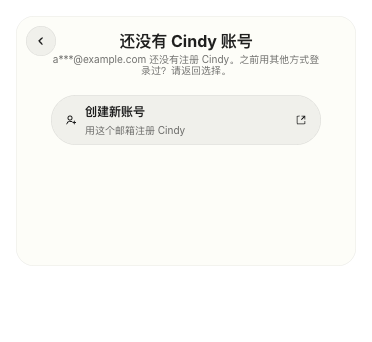 还没有 Cindy 账号
a***@example.com 还没有注册 Cindy。之前用其他方式登
录过？请返回选择。
创建新账号
用这个邮箱注册 Cindy